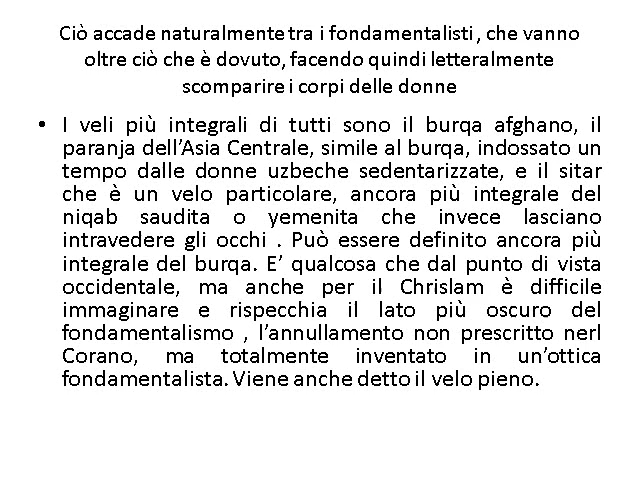 Ciò accade naturalmente tra i fondamentalisti , che vanno
oltre ciò che è dovuto, facendo quindi letteralmente
scomparire i corpi delle donne
• I veli più integrali di tutti sono il burqa afghano, il
paranja dell’Asia Centrale, simile al burqa, indossato un
tempo dalle donne uzbeche sedentarizzate, e il sitar
che è un velo particolare, ancora più integrale del
niqab saudita o yemenita che invece lasciano
intravedere gli occhi . Può essere definito ancora più
integrale del burqa. E’ qualcosa che dal punto di vista
occidentale, ma anche per il Chrislam è difficile
immaginare e rispecchia il lato più oscuro del
fondamentalismo , l’annullamento non prescritto nerl
Corano, ma totalmente inventato in un’ottica
fondamentalista. Viene anche detto il velo pieno.